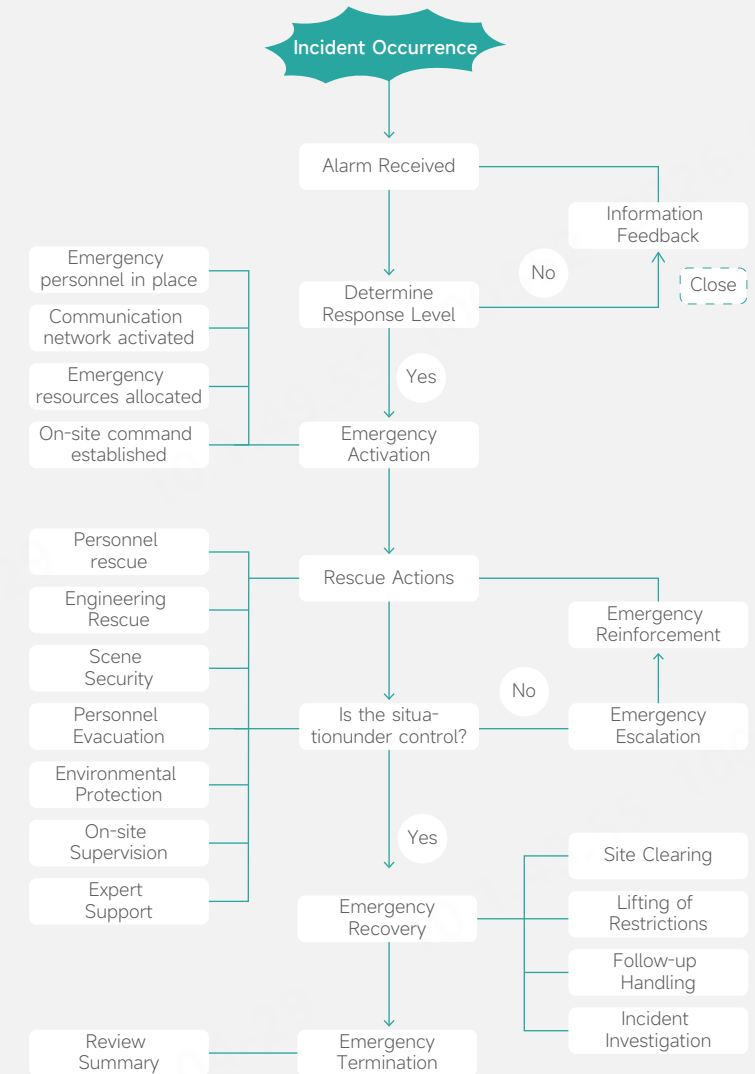 Incident Occurrence
Alarm Received
Information
Feedback
No
Close
Determine
Response Level
Emergency
personnel in place
Communication
network activated
Emergency
resources allocated
On-site command
established
Yes
Emergency
Activation
Personnel
rescue
Engineering
Rescue
Scene
Security
Personnel
Evacuation
Environmental
Protection
On-site
Supervision
Expert
Support
Rescue Actions
Emergency
Reinforcement
No
Is the situa-
tionunder control?
Emergency
Escalation
Yes
Emergency
Recovery
Site Clearing
Lifting of
Restrictions
Follow-up
Handling
Incident
Investigation
Review
Summary
Emergency
Termination